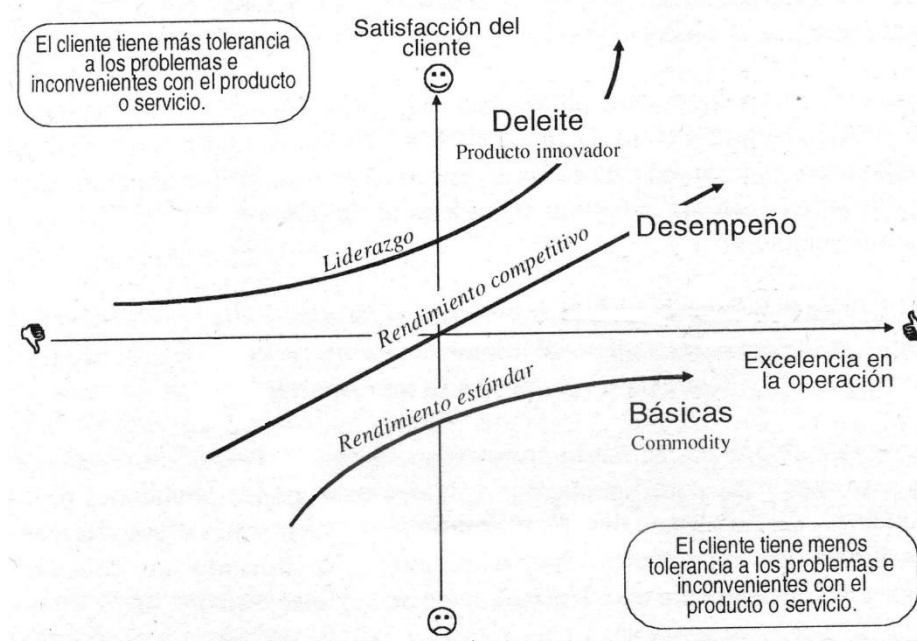 El cliente tiene más tolerancia
a los problemas e
inconvenientes con el producto
o servicio.
Satisfacción del
cliente
Deleite
Producto innovador
Liderazgo
Desempeño
Rendimiento competitivo
Excelencia en
la operación
Rendimiento estándar
Básicas
Commodity
El cliente tiene menos
tolerancia a los problemas e
inconvenientes con el
producto o servicio.